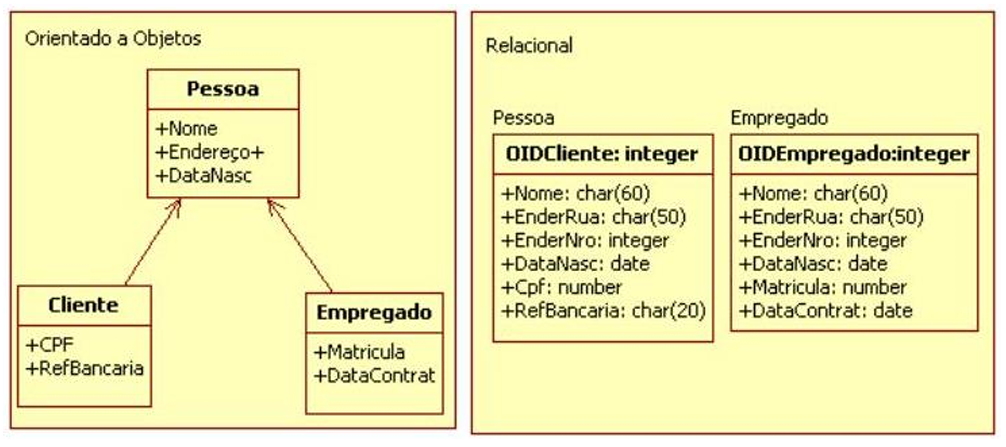 Orientado a Objetos
Pessoa
+Nome
+Endereço+
+DataNasc
Cliente
+CPF
+RefBancaria
Empregado
+Matricula
+DataContrat
Relacional
Pessoa
OIDCliente: integer
+Nome: char(60)
+EnderRua: char(50)
+EnderNro: integer
+DataNasc: date
+Cpf: number
+RefBancaria: char(20)
Empregado
OIDEmpregado:integer
+Nome: char(60)
+EnderRua: char(50)
+EnderNro: integer
+DataNasc: date
+Matricula: number
+DataContrat: date